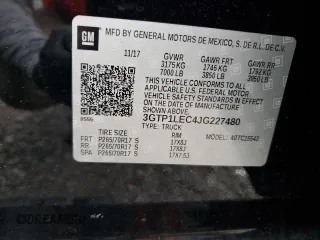 GM
MFD BY GENERAL MOTORS DE MEXICO, S. DE R.L. DE C.V.
11/17 GVWR GAWR FRT GAWR RR
3175 KG 1746 KG 1792 KG
7000 LB 3850 LB 3950 LB
THIS VEHICLE CONFORMS TO ALL
APPLICABLE U.S. FEDERAL MOTOR
VEHICLE SAFETY STANDARDS IN EFFECT
ON THE DATE OF MANUFACTURE
SHOWN ABOVE.
3GTP1LEC4JG227480
TYPE: TRUCK
TIRE SIZE RIM
FRT P265/70R17 S 17X8J
RR P265/70R17 S 17X8J
SPA P265/70R17 S 17X7.5J